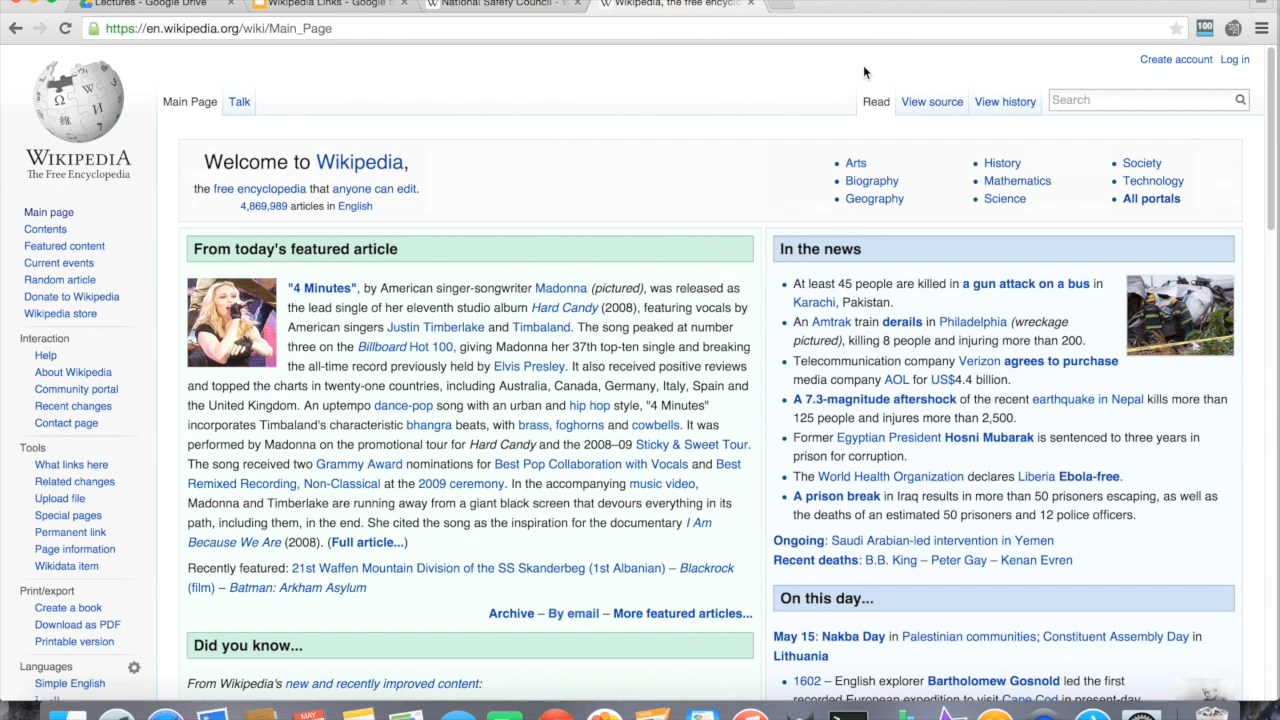 Lectures - Google Drive
Wikipedia Links - Google
National Safety Council -
Wikipedia, the free encyclo
https://en.wikipedia.org/wiki/Main_Page
100
Create account Log in
Main Page Talk
Read View source View history Search
WIKIPEDIA
The Free Encyclopedia
Main page
Contents
Featured content
Current events
Random article
Donate to Wikipedia
Wikipedia store
Interaction
Help
About Wikipedia
Community portal
Recent changes
Contact page
Tools
What links here
Related changes
Upload file
Special pages
Permanent link
Page information
Wikidata item
Print/export
Create a book
Download as PDF
Printable version
Languages
Simple English
Welcome to Wikipedia,
the free encyclopedia that anyone can edit.
4,869,989 articles in English
Arts
Biography
Geography
History
Mathematics
Science
Society
Technology
All portals
From today's featured article
"4 Minutes", by American singer-songwriter Madonna (pictured), was released as
the lead single of her eleventh studio album Hard Candy (2008), featuring vocals by
American singers Justin Timberlake and Timbaland. The song peaked at number
three on the Billboard Hot 100, giving Madonna her 37th top-ten single and breaking
the all-time record previously held by Elvis Presley. It also received positive reviews
and topped the charts in twenty-one countries, including Australia, Canada, Germany, Italy, Spain and
the United Kingdom. An uptempo dance-pop song with an urban and hip hop style, "4 Minutes"
incorporates Timbaland's characteristic bhangra beats, with brass, foghorns and cowbells. It was
performed by Madonna on the promotional tour for Hard Candy and the 2008–09 Sticky & Sweet Tour.
The song received two Grammy Award nominations for Best Pop Collaboration with Vocals and Best
Remixed Recording, Non-Classical at the 2009 ceremony. In the accompanying music video,
Madonna and Timberlake are running away from a giant black screen that devours everything in its
path, including them, in the end. She cited the song as the inspiration for the documentary I Am
Because We Are (2008). (Full article...)
Recently featured: 21st Waffen Mountain Division of the SS Skanderbeg (1st Albanian) – Blackrock
(film) – Batman: Arkham Asylum
Archive – By email – More featured articles...
Did you know...
From Wikipedia's new and recently improved content:
In the news
At least 45 people are killed in a gun attack on a bus in
Karachi, Pakistan.
An Amtrak train derails in Philadelphia (wreckage
pictured), killing 8 people and injuring more than 200.
Telecommunication company Verizon agrees to purchase
media company AOL for US$4.4 billion.
A 7.3-magnitude aftershock of the recent earthquake in Nepal kills more than
125 people and injures more than 2,500.
Former Egyptian President Hosni Mubarak is sentenced to three years in
prison for corruption.
The World Health Organization declares Liberia Ebola-free.
A prison break in Iraq results in more than 50 prisoners escaping, as well as
the deaths of an estimated 50 prisoners and 12 police officers.
Ongoing: Saudi Arabian-led intervention in Yemen
Recent deaths: B.B. King – Peter Gay – Kenan Evren
On this day...
May 15: Nakba Day in Palestinian communities; Constituent Assembly Day in
Lithuania
1602 – English explorer Bartholomew Gosnold led the first
recorded European expedition to visit Cape Cod in present-day
MAY